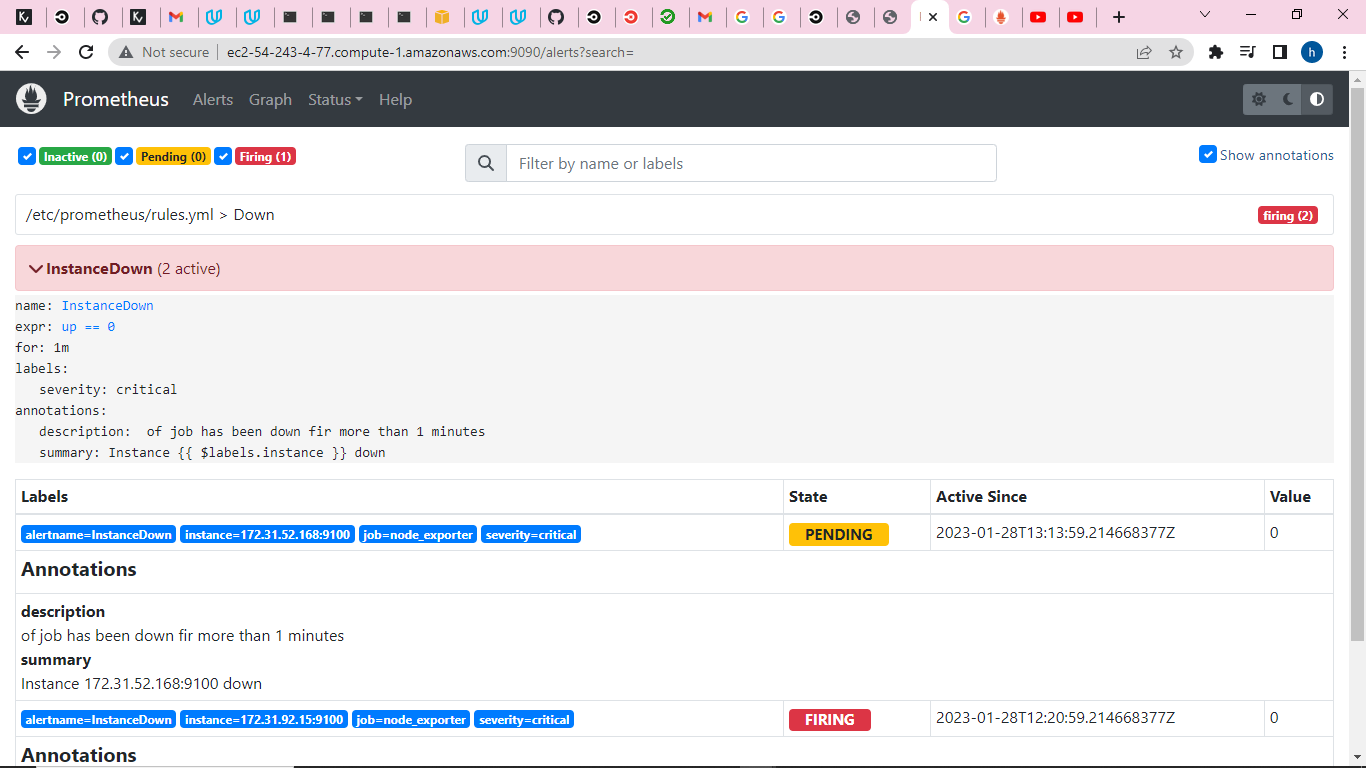 Not secure
ec2-54-243-4-77.compute-1.amazonaws.com:9090/alerts?search=
h
Prometheus Alerts Graph Status Help
Inactive (0) Pending (0) Firing (1)
Filter by name or labels
Show annotations
/etc/prometheus/rules.yml > Down
firing (2)
InstanceDown (2 active)
name: InstanceDown
expr: up == 0
for: 1m
labels:
severity: critical
annotations:
description:  of job has been down fir more than 1 minutes
summary: Instance {{ $labels.instance }} down
Labels State Active Since Value
alertname=InstanceDown instance=172.31.52.168:9100 job=node_exporter severity=critical PENDING 2023-01-28T13:13:59.214668377Z 0
Annotations
description
of job has been down fir more than 1 minutes
summary
Instance 172.31.52.168:9100 down
alertname=InstanceDown instance=172.31.92.15:9100 job=node_exporter severity=critical FIRING 2023-01-28T12:20:59.214668377Z 0
Annotations